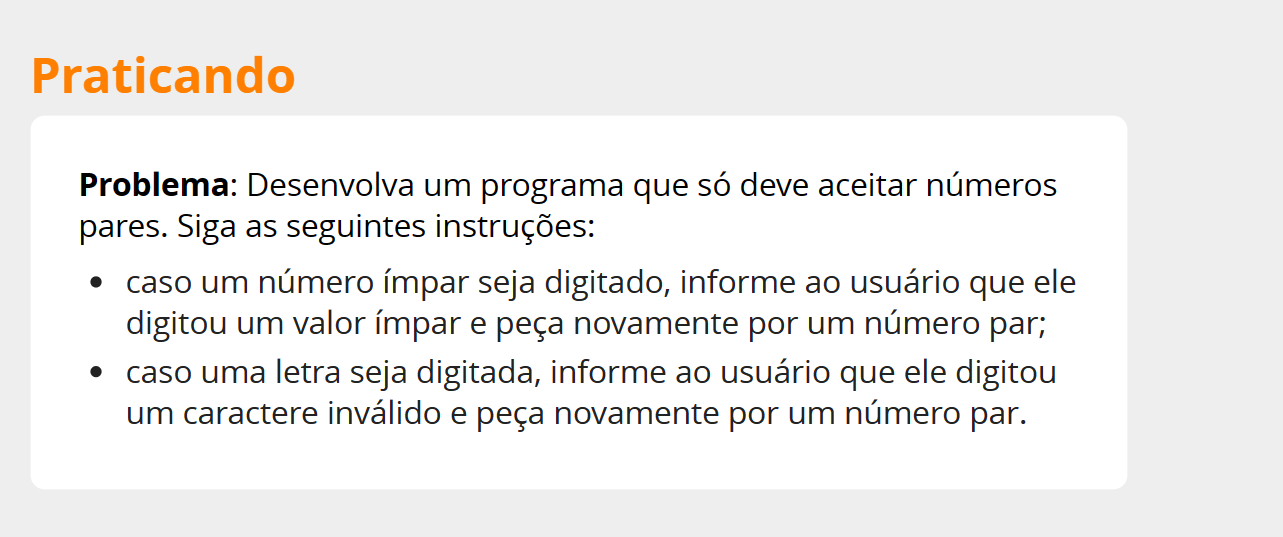 Praticando
Problema: Desenvolva um programa que só deve aceitar números
pares. Siga as seguintes instruções:
• caso um número ímpar seja digitado, informe ao usuário que ele
digitou um valor ímpar e peça novamente por um número par;
• caso uma letra seja digitada, informe ao usuário que ele digitou
um caractere inválido e peça novamente por um número par.